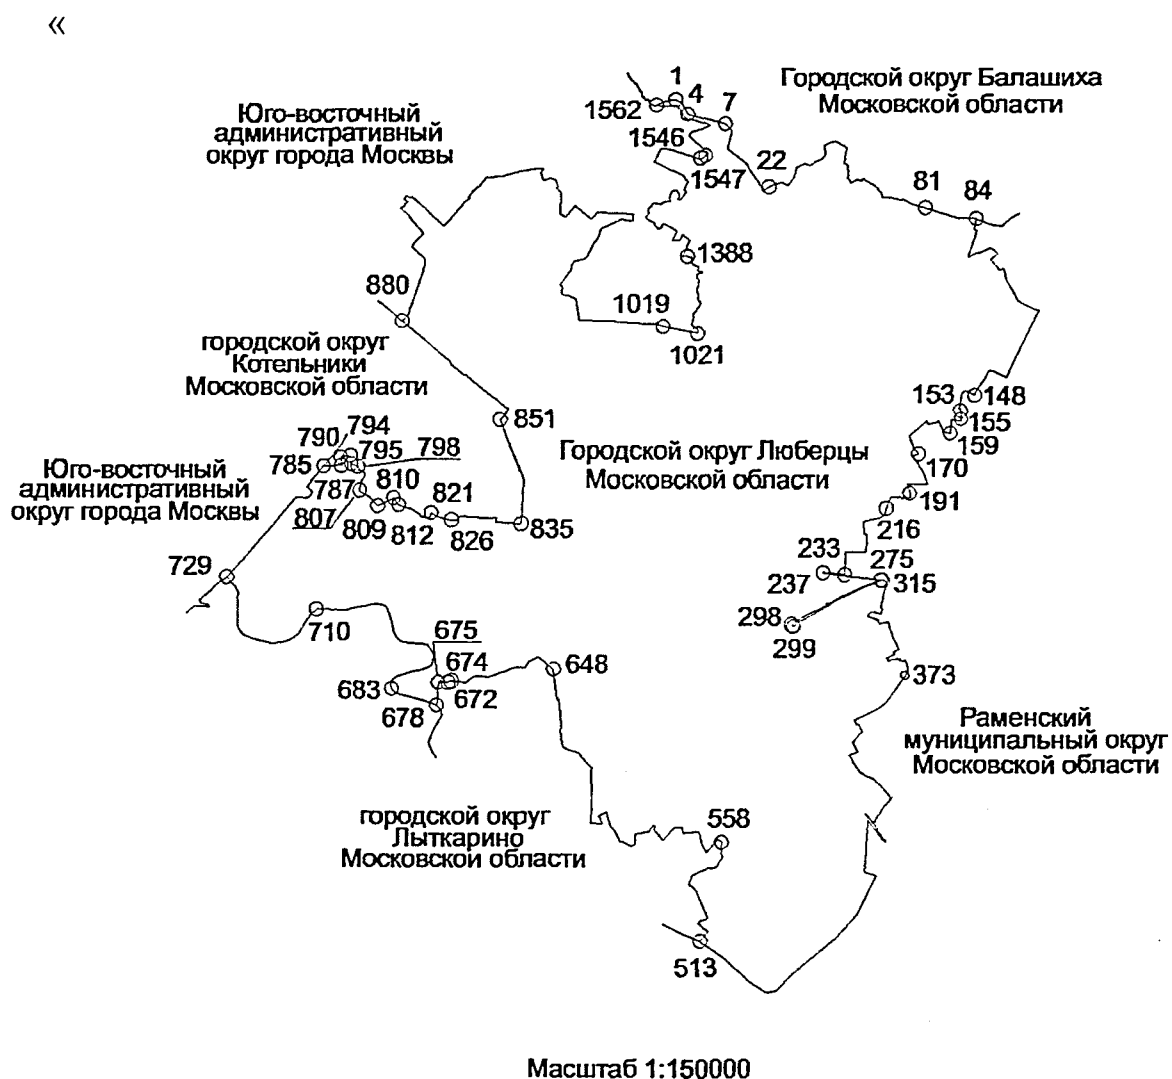 «
1
4
7
1562
Городской округ Балашиха
Московской области
Юго-восточный
административный
округ города Москвы
1546
1547
22
81
84
1388
880
1019
1021
городской округ
Котельники
Московской области
153
148
155
159
851
794
790
795
798
785
Городской округ Люберцы
Московской области
170
Юго-восточный
административный
округ города Москвы
787
810
821
191
807
809
812
826
835
216
729
233
275
237
315
298
299
710
675
674
648
683
672
678
373
Раменский
муниципальный округ
Московской области
городской округ
Лыткарино
Московской области
558
513
Масштаб 1:150000